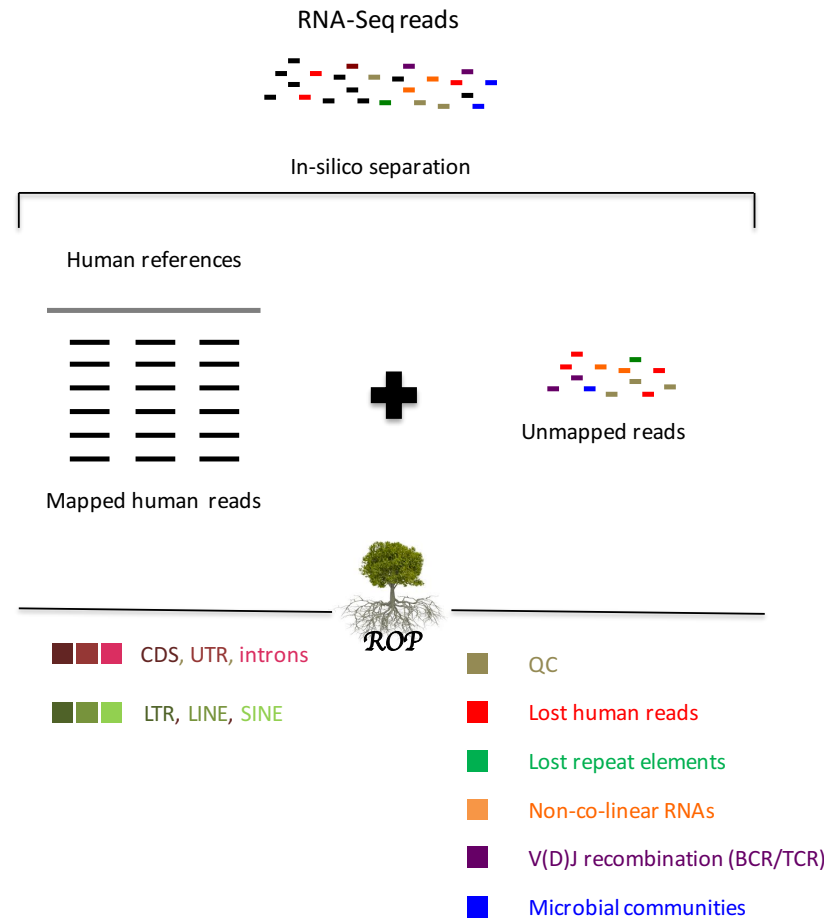 RNA-Seq reads
In-silico separation
Human references
Unmapped reads
Mapped human reads
ROP
CDS, UTR, introns
LTR, LINE, SINE
QC
Lost human reads
Lost repeat elements
Non-co-linear RNAs
V(D)J recombination (BCR/TCR)
Microbial communities